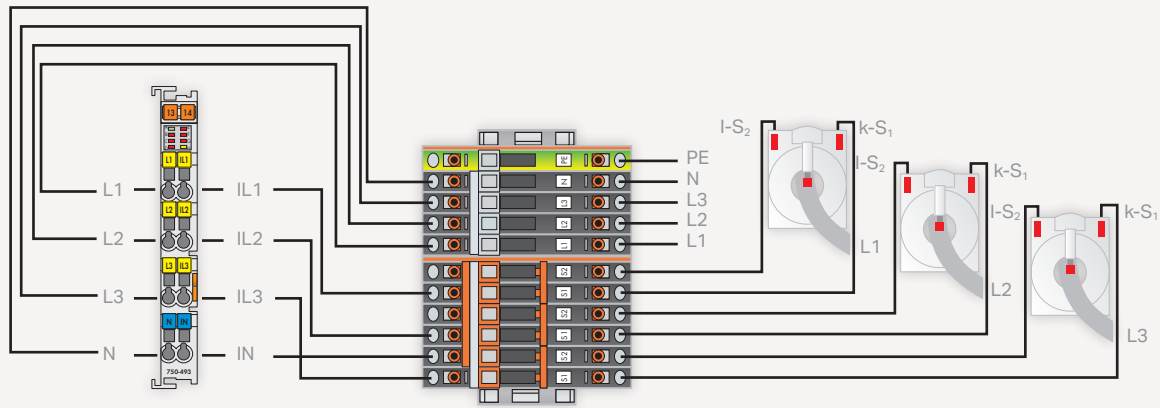 13 14
L1 IL1
L1 IL1
L2 IL2
L2 IL2
L3 IL3
L3 IL3
N IN
N IN
750-493
PE PE
N N
L3 L3
L2 L2
L1 L1
S2
S1
S2
S1
S2
S1
l-S₂ k-S₁
L1
l-S₂ k-S₁
L2
l-S₂ k-S₁
L3